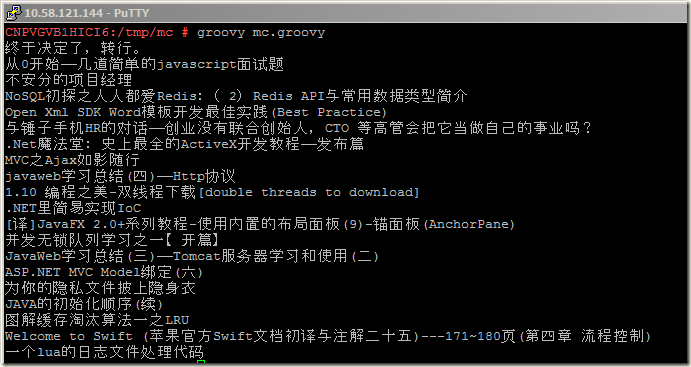 10.58.121.144 - PuTTY
CNPVGVB1HICI6:/tmp/mc # groovy mc.groovy
终于决定了，转行。
从0开始——几道简单的javascript面试题
不安分的项目经理
NoSQL初探之人人都爱Redis:（ 2） Redis API与常用数据类型简介
Open Xml SDK Word模板开发最佳实践(Best Practice)
与锤子手机HR的对话——创业没有联合创始人，CTO 等高管会把它当做自己的事业吗？
.Net魔法堂: 史上最全的ActiveX开发教程——发布篇
MVC之Ajax如影随行
javaweb学习总结(四)——Http协议
1.10 编程之美-双线程下载[double threads to download]
.NET里简易实现IoC
[译]JavaFX 2.0+系列教程-使用内置的布局面板(9)-锚面板(AnchorPane)
并发无锁队列学习之一【 开篇】
JavaWeb学习总结(三)——Tomcat服务器学习和使用(二)
ASP.NET MVC Model绑定(六)
为你的隐私文件披上隐身衣
JAVA的初始化顺序(续)
图解缓存淘汰算法一之LRU
Welcome to Swift (苹果官方Swift文档初译与注解二十五)---171~180页(第四章 流程控制)
一个lua的日志文件处理代码